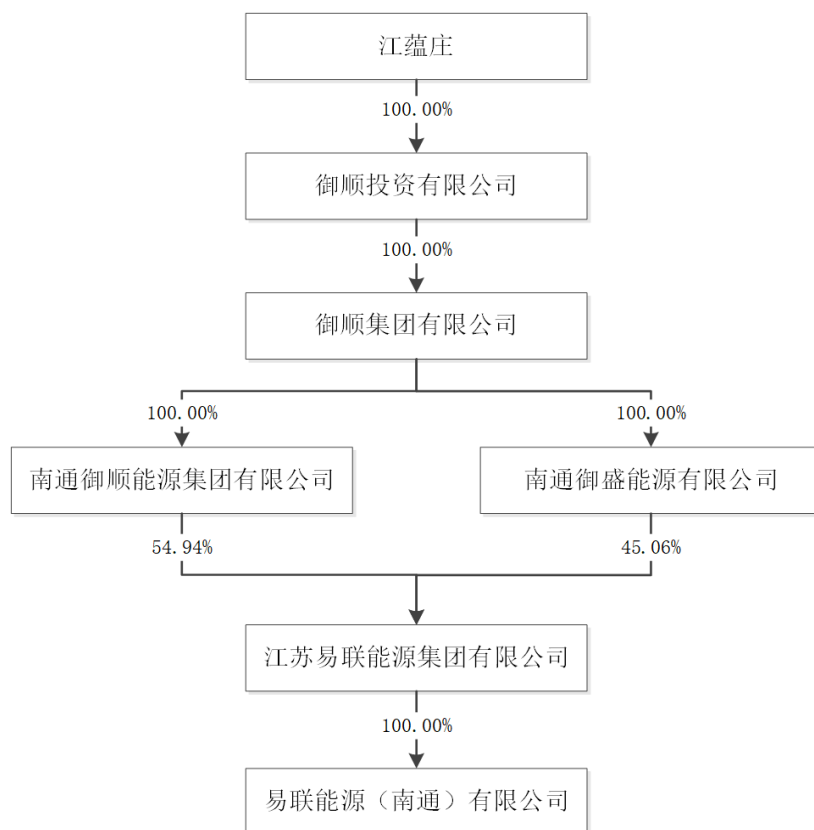 江蕴庄
100.00%
御顺投资有限公司
100.00%
御顺集团有限公司
100.00%
100.00%
南通御顺能源集团有限公司
南通御盛能源有限公司
54.94%
45.06%
江苏易联能源集团有限公司
100.00%
易联能源（南通）有限公司